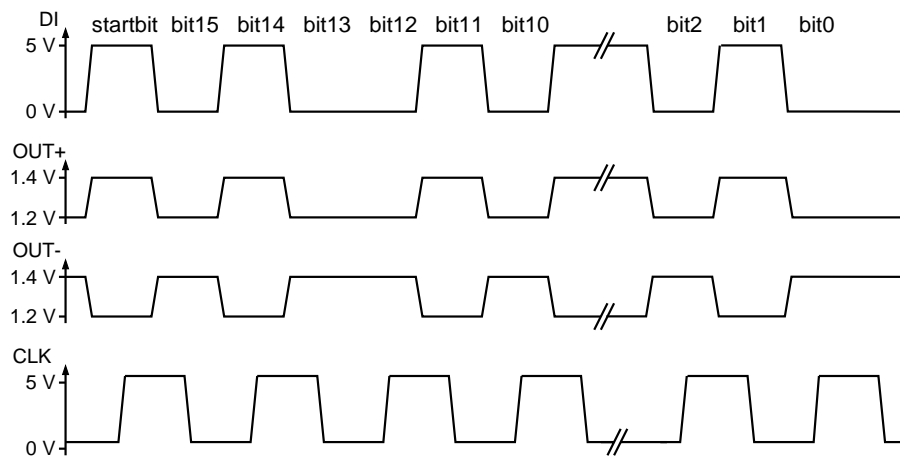 DI
startbit bit15 bit14 bit13 bit12 bit11 bit10 bit2 bit1 bit0
5 V
0 V
OUT+
1.4 V
1.2 V
OUT-
1.4 V
1.2 V
CLK
5 V
0 V